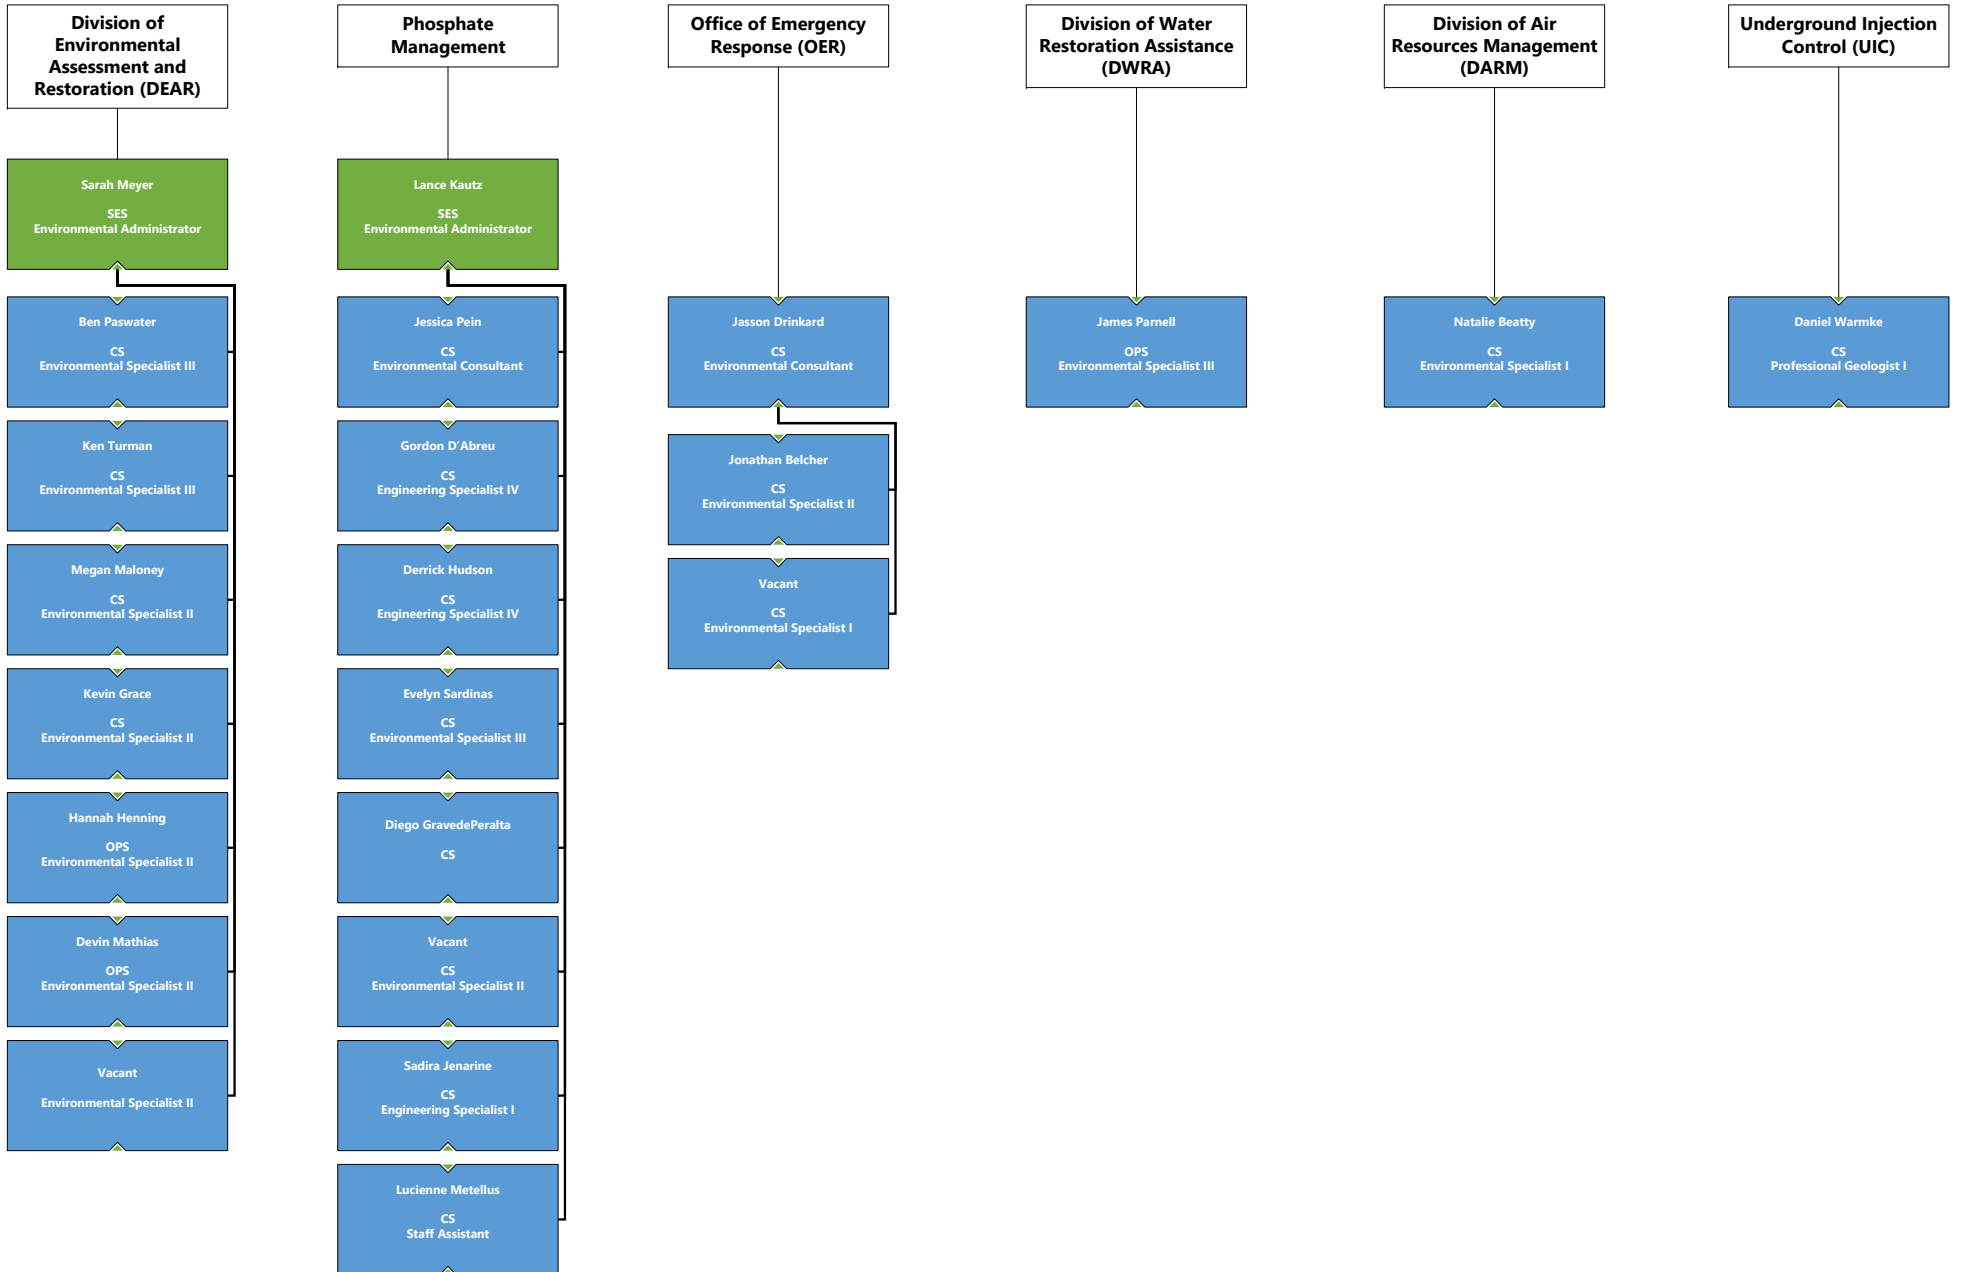 Division of
Environmental
Assessment and
Restoration (DEAR)
Sarah Meyer
SES
Environmental Administrator
Ben Paswater
CS
Environmental Specialist III
Ken Turman
CS
Environmental Specialist III
Megan Maloney
CS
Environmental Specialist II
Kevin Grace
CS
Environmental Specialist II
Hannah Henning
OPS
Environmental Specialist II
Devin Mathias
OPS
Environmental Specialist II
Vacant
Environmental Specialist II
Phosphate
Management
Lance Kautz
SES
Environmental Administrator
Jessica Pein
CS
Environmental Consultant
Gordon D'Abreu
CS
Engineering Specialist IV
Derrick Hudson
CS
Engineering Specialist IV
Evelyn Sardinas
CS
Environmental Specialist III
Diego GravedePeralta
CS
Vacant
CS
Environmental Specialist II
Sadira Jenarine
CS
Engineering Specialist I
Lucienne Metellus
CS
Staff Assistant
Office of Emergency
Response (OER)
Jasson Drinkard
CS
Environmental Consultant
Jonathan Belcher
CS
Environmental Specialist II
Vacant
CS
Environmental Specialist I
Division of Water
Restoration Assistance
(DWRA)
James Parnell
OPS
Environmental Specialist III
Division of Air
Resources Management
(DARM)
Natalie Beatty
CS
Environmental Specialist I
Underground Injection
Control (UIC)
Daniel Warmke
CS
Professional Geologist I